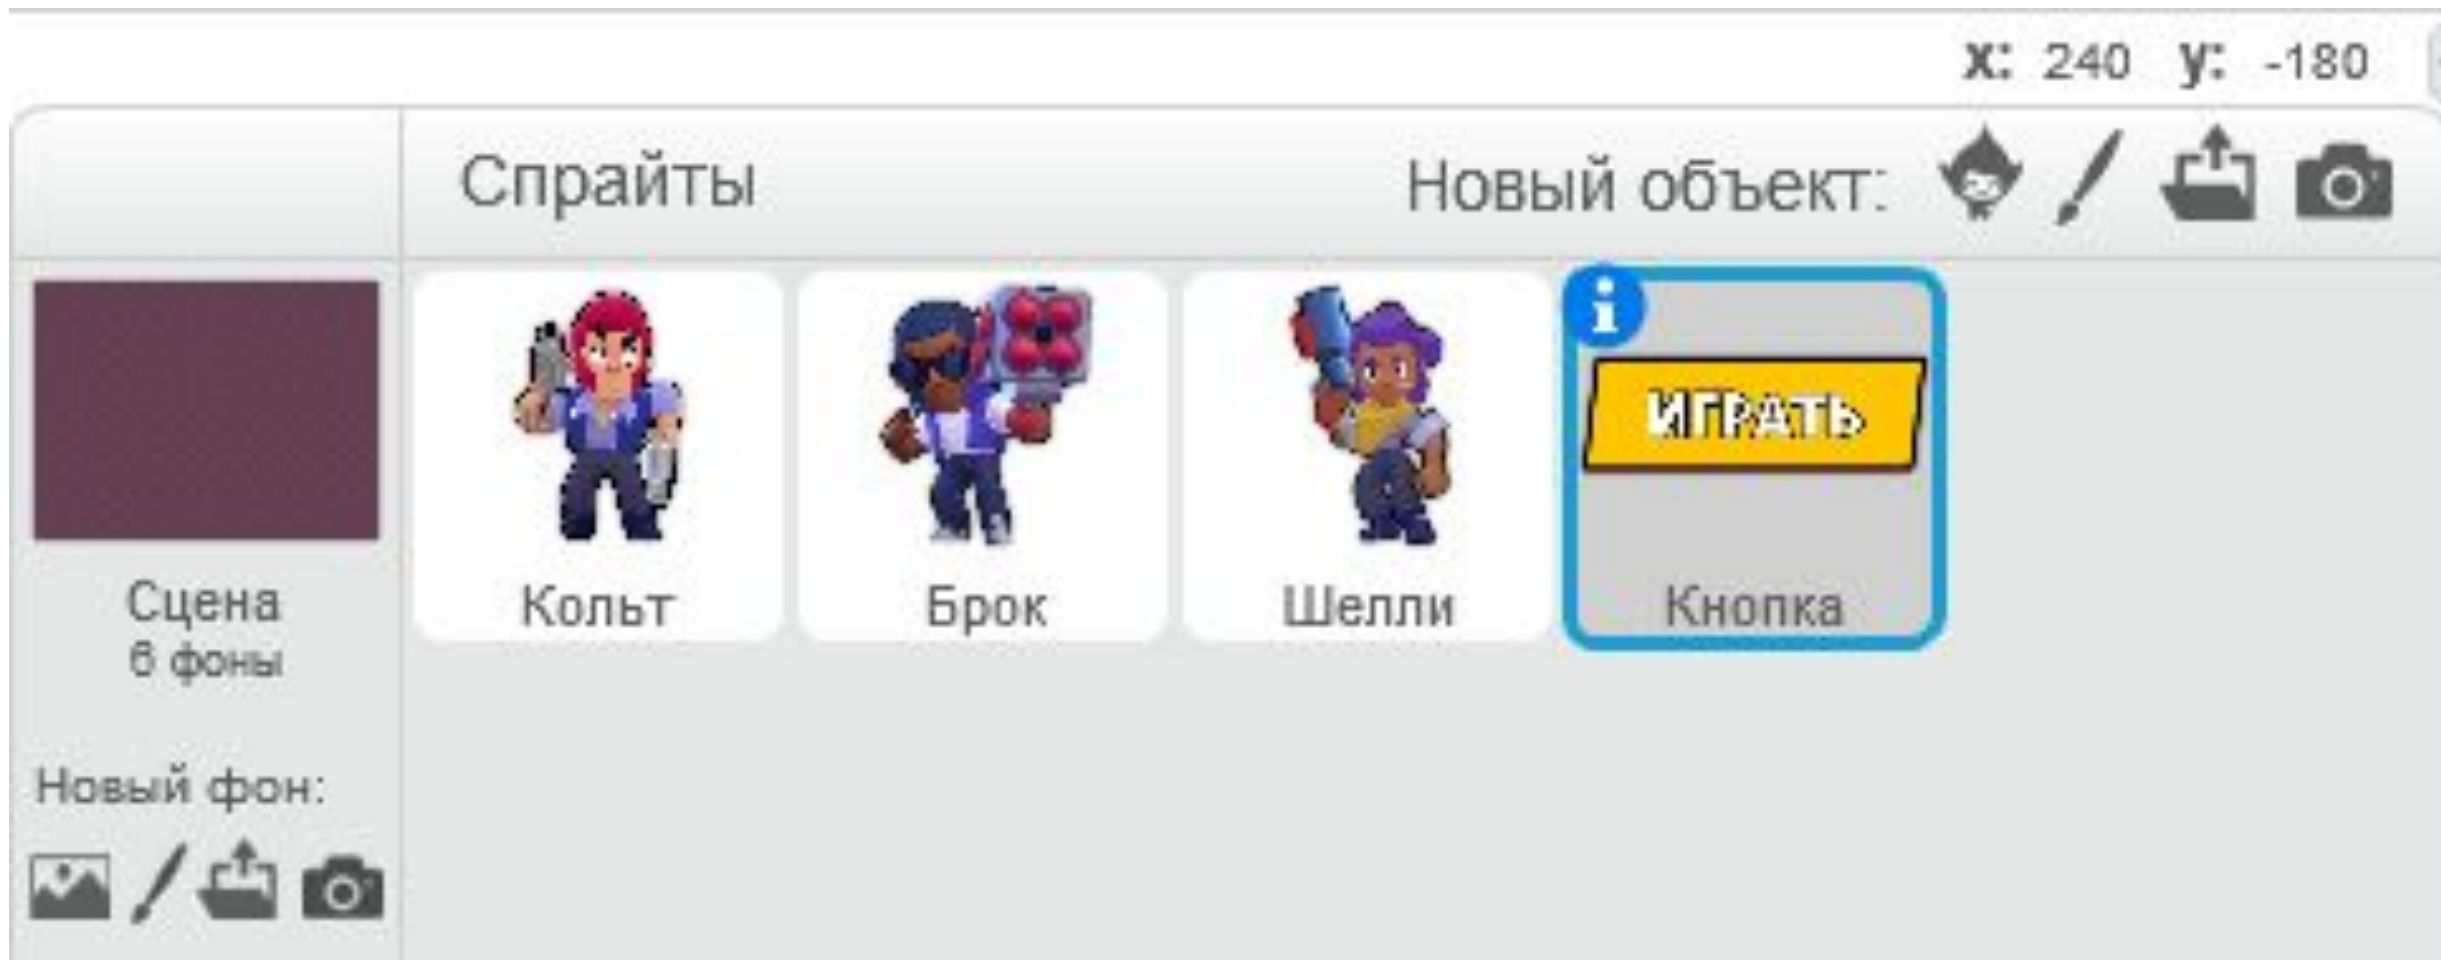 x: 240 y: -180
Спрайты
Новый объект:
ИГРАТЬ
Сцена
6 фоны
Кольт
Брок
Шелли
Кнопка
Новый фон: